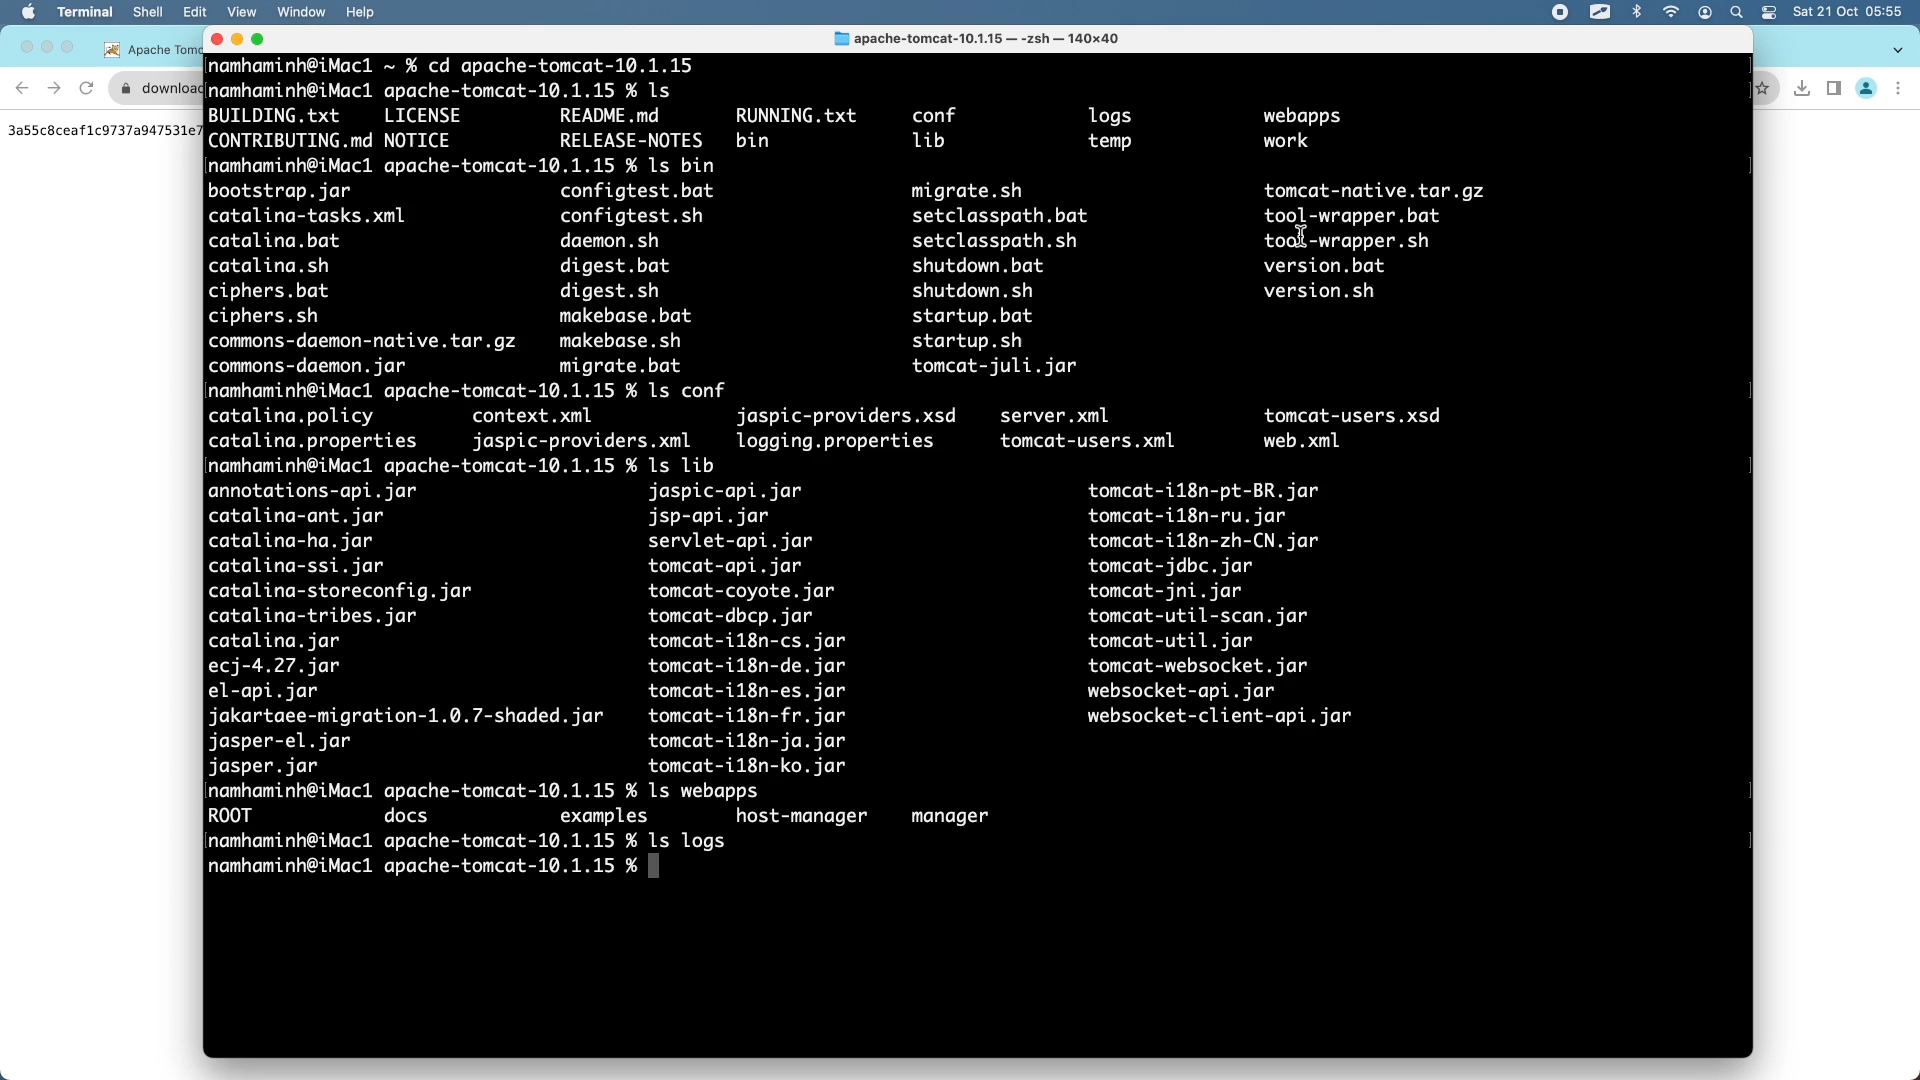 Terminal Shell Edit View Window Help Sat 21 Oct 05:55
Apache Tomc
apache-tomcat-10.1.15 — -zsh — 140×40
download
3a55c8ceaf1c9737a947531e7
namhaminh@iMac1 ~ % cd apache-tomcat-10.1.15
namhaminh@iMac1 apache-tomcat-10.1.15 % ls
BUILDING.txt LICENSE README.md RUNNING.txt conf logs webapps
CONTRIBUTING.md NOTICE RELEASE-NOTES bin lib temp work
namhaminh@iMac1 apache-tomcat-10.1.15 % ls bin
bootstrap.jar configtest.bat migrate.sh tomcat-native.tar.gz
catalina-tasks.xml configtest.sh setclasspath.bat tool-wrapper.bat
catalina.bat daemon.sh setclasspath.sh tool-wrapper.sh
catalina.sh digest.bat shutdown.bat version.bat
ciphers.bat digest.sh shutdown.sh version.sh
ciphers.sh makebase.bat startup.bat
commons-daemon-native.tar.gz makebase.sh startup.sh
commons-daemon.jar migrate.bat tomcat-juli.jar
namhaminh@iMac1 apache-tomcat-10.1.15 % ls conf
catalina.policy context.xml jaspic-providers.xsd server.xml tomcat-users.xsd
catalina.properties jaspic-providers.xml logging.properties tomcat-users.xml web.xml
namhaminh@iMac1 apache-tomcat-10.1.15 % ls lib
annotations-api.jar jaspic-api.jar tomcat-i18n-pt-BR.jar
catalina-ant.jar jsp-api.jar tomcat-i18n-ru.jar
catalina-ha.jar servlet-api.jar tomcat-i18n-zh-CN.jar
catalina-ssi.jar tomcat-api.jar tomcat-jdbc.jar
catalina-storeconfig.jar tomcat-coyote.jar tomcat-jni.jar
catalina-tribes.jar tomcat-dbcp.jar tomcat-util-scan.jar
catalina.jar tomcat-i18n-cs.jar tomcat-util.jar
ecj-4.27.jar tomcat-i18n-de.jar tomcat-websocket.jar
el-api.jar tomcat-i18n-es.jar websocket-api.jar
jakartaee-migration-1.0.7-shaded.jar tomcat-i18n-fr.jar websocket-client-api.jar
jasper-el.jar tomcat-i18n-ja.jar
jasper.jar tomcat-i18n-ko.jar
namhaminh@iMac1 apache-tomcat-10.1.15 % ls webapps
ROOT docs examples host-manager manager
namhaminh@iMac1 apache-tomcat-10.1.15 % ls logs
namhaminh@iMac1 apache-tomcat-10.1.15 %